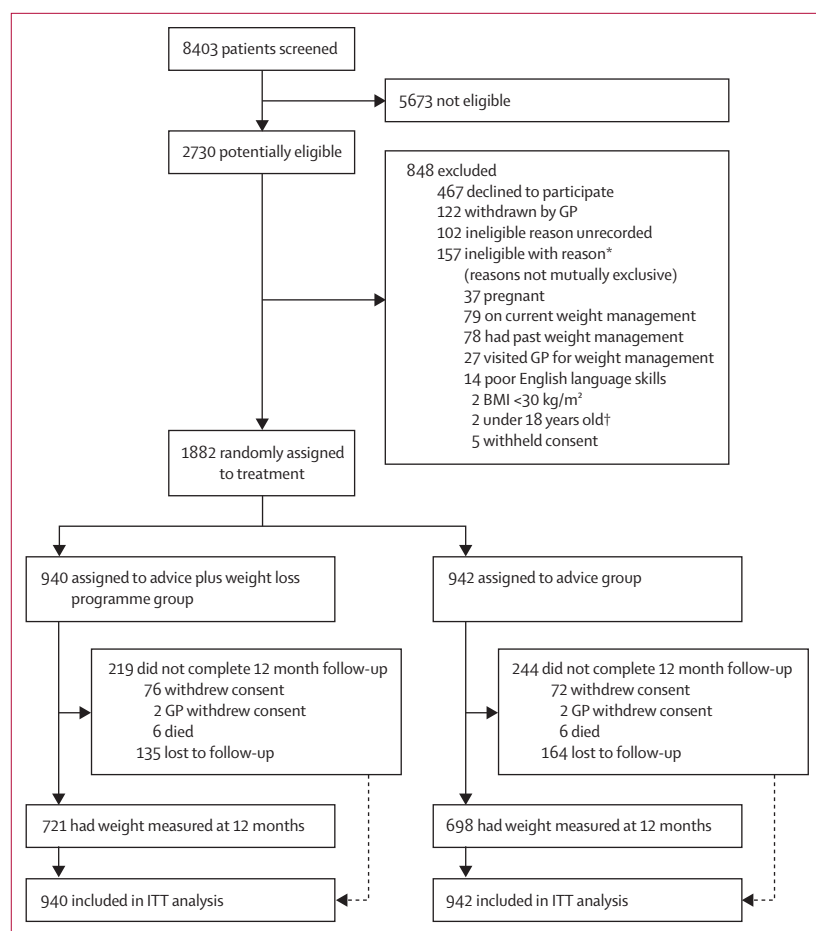 8403 patients screened
5673 not eligible
2730 potentially eligible
848 excluded
467 declined to participate
122 withdrawn by GP
102 ineligible reason unrecorded
157 ineligible with reason*
(reasons not mutually exclusive)
37 pregnant
79 on current weight management
78 had past weight management
27 visited GP for weight management
14 poor English language skills
2 BMI <30 kg/m²
2 under 18 years old†
5 withheld consent
1882 randomly assigned
to treatment
940 assigned to advice plus weight loss
programme group
942 assigned to advice group
219 did not complete 12 month follow-up
76 withdrew consent
2 GP withdrew consent
6 died
135 lost to follow-up
244 did not complete 12 month follow-up
72 withdrew consent
2 GP withdrew consent
6 died
164 lost to follow-up
721 had weight measured at 12 months
698 had weight measured at 12 months
940 included in ITT analysis
942 included in ITT analysis